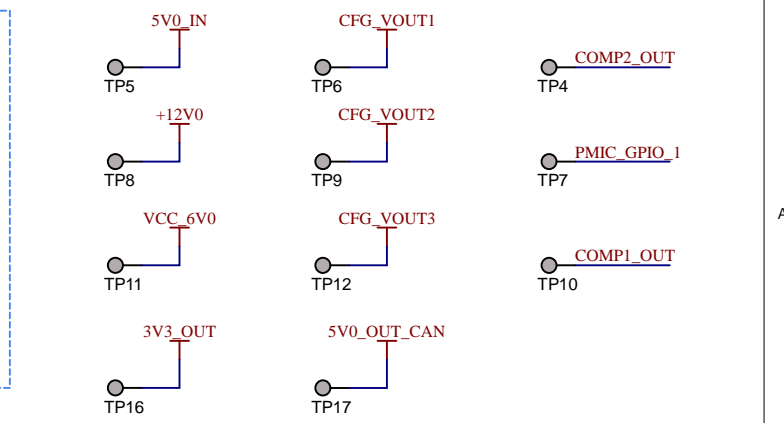 5V0_IN
CFG_VOUT1
COMP2_OUT
TP5
TP6
TP4
+12V0
CFG_VOUT2
PMIC_GPIO_1
TP8
TP9
TP7
A
VCC_6V0
CFG_VOUT3
COMP1_OUT
TP11
TP12
TP10
3V3_OUT
5V0_OUT_CAN
TP16
TP17